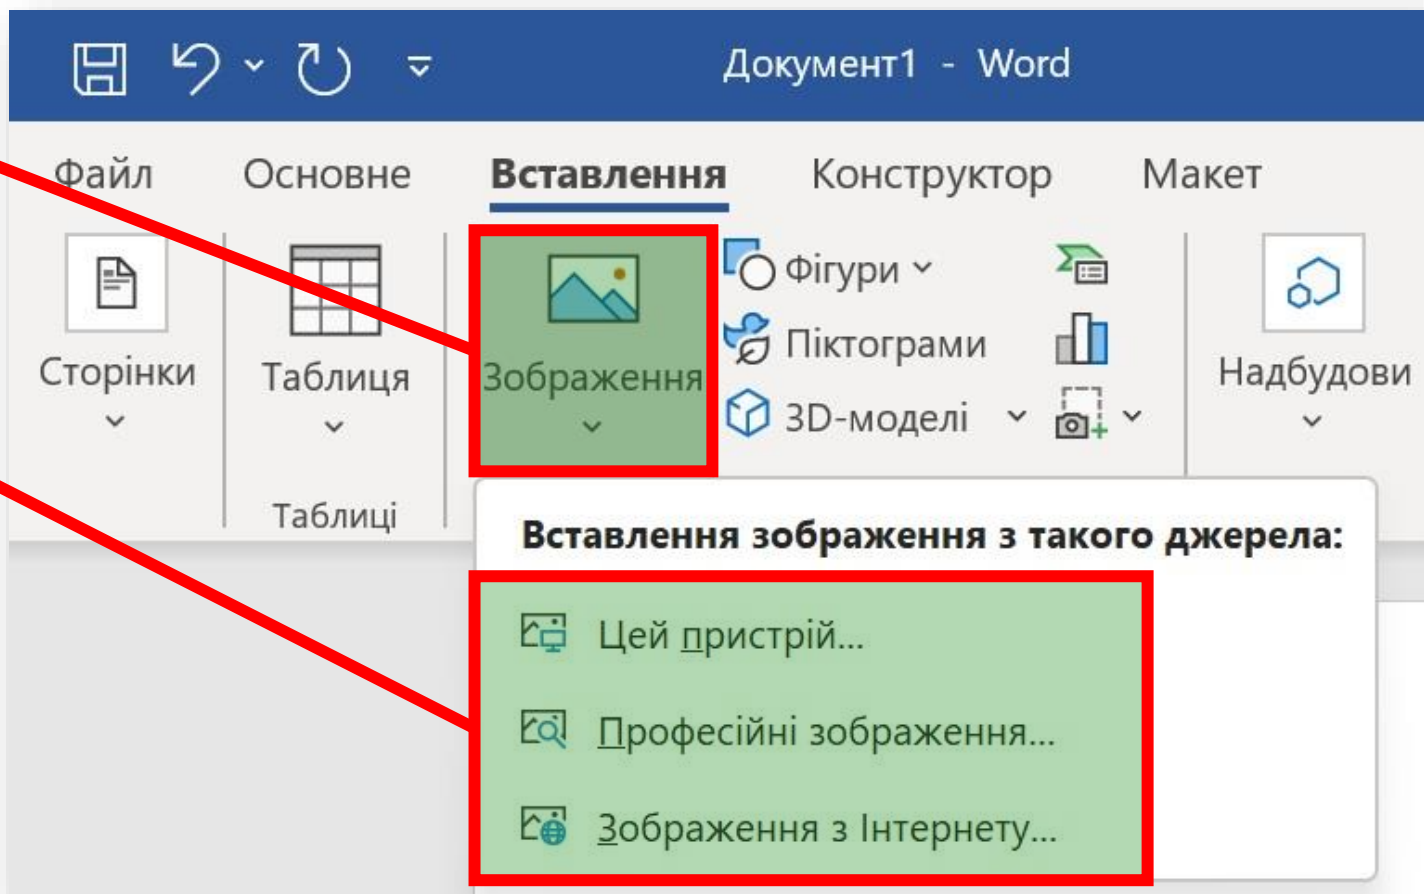 Документ1 - Word
Файл Основне Вставлення Конструктор Макет
Сторінки
Таблиця
Таблиці
Зображення
Фігури
Піктограми
3D-моделі
Надбудови
Вставлення зображення з такого джерела:
Цей пристрій...
Професійні зображення...
Зображення з Інтернету...